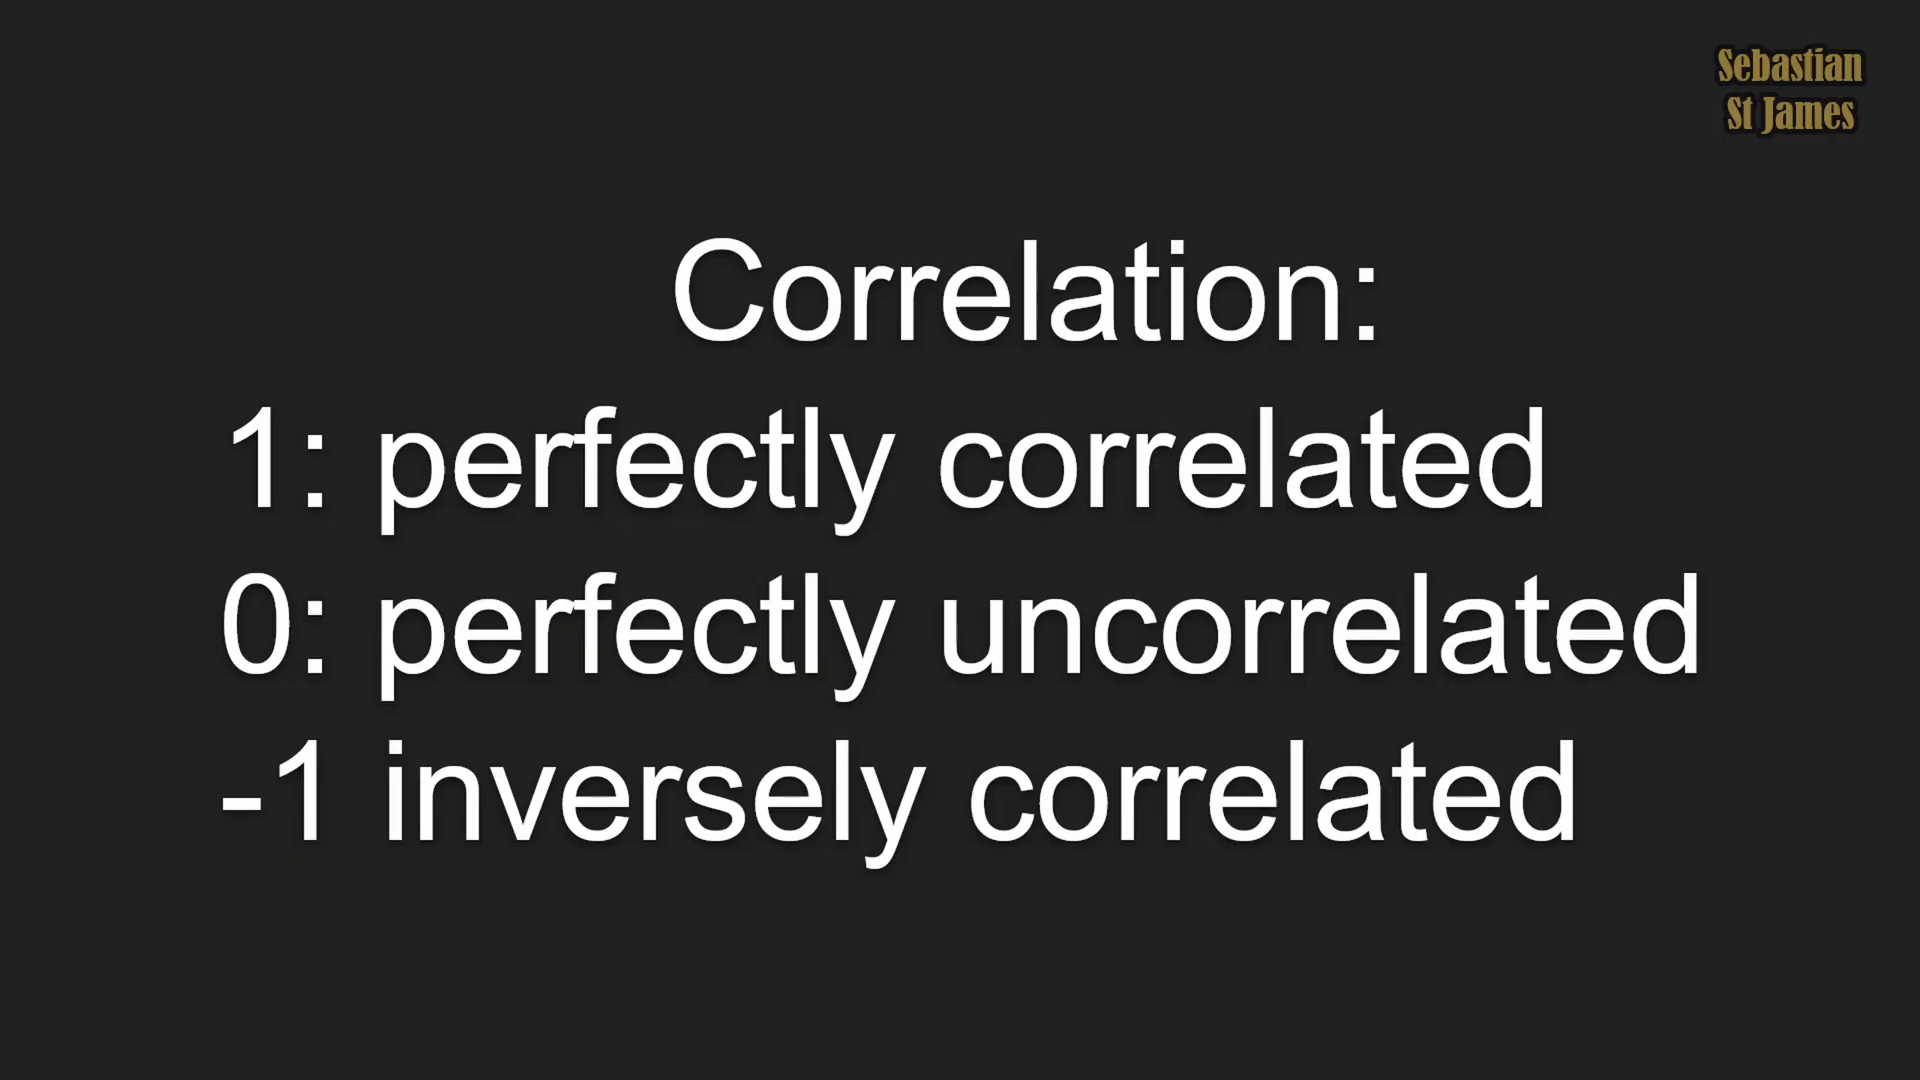 Sebastian
St James
Correlation:
1: perfectly correlated
0: perfectly uncorrelated
-1 inversely correlated